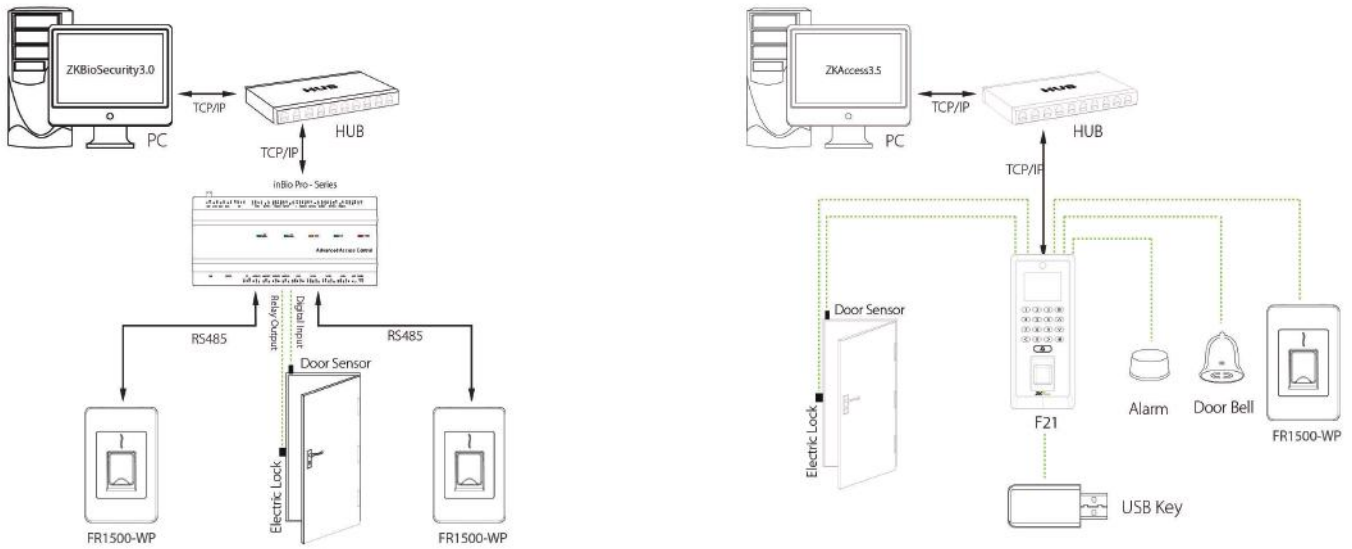 ZKBioSecurity3.0
TCP/IP
HUB
HUB
PC
TCP/IP
inBio Pro - Series
Advanced Access Control
RS485
Relay Output
Digital Input
RS485
Door Sensor
Electric Lock
FR1500-WP
FR1500-WP
ZKAccess3.5
TCP/IP
HUB
HUB
PC
TCP/IP
Door Sensor
Electric Lock
F21
Alarm
Door Bell
FR1500-WP
USB Key